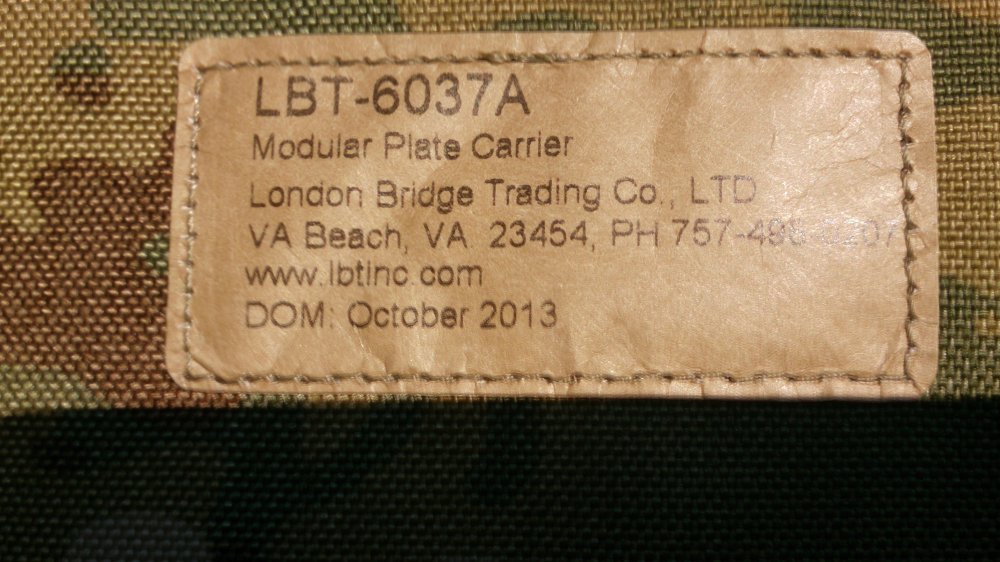 LBT-6037A
Modular Plate Carrier
London Bridge Trading Co., LTD
VA Beach, VA 23454, PH
www.lbtinc.com
DOM: October 2013